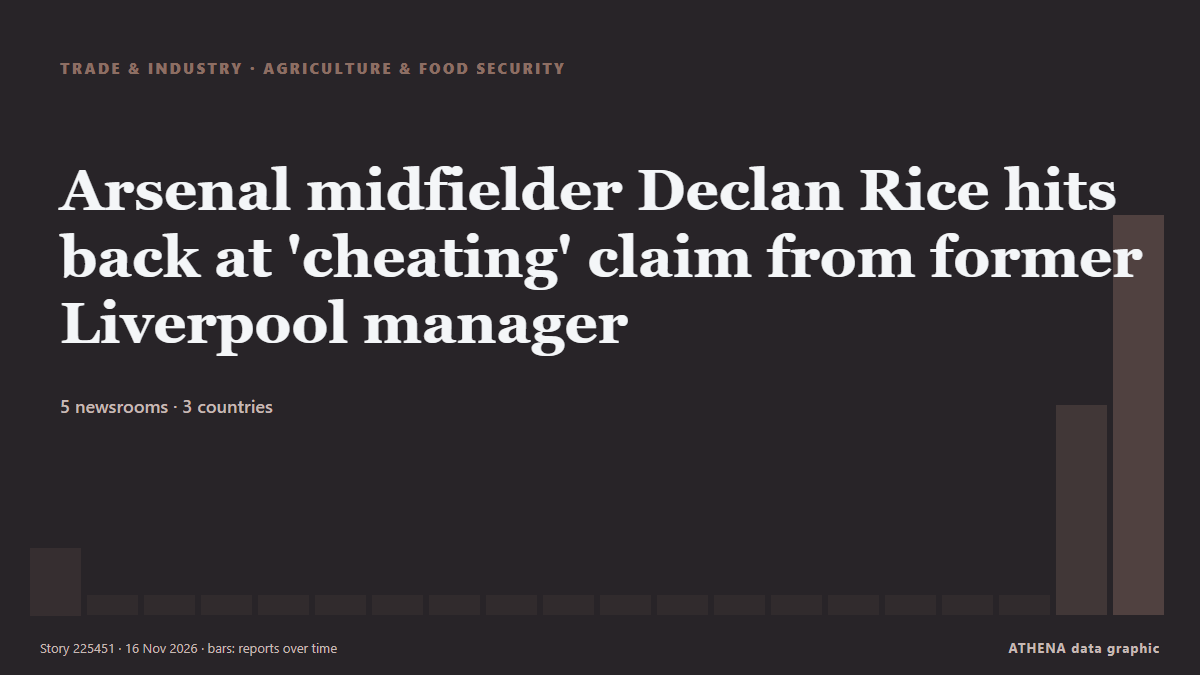 TRADE & INDUSTRY · AGRICULTURE & FOOD SECURITY
Arsenal midfielder Declan Rice hits
back at 'cheating' claim from former
Liverpool manager
5 newsrooms · 3 countries
Story 225451 · 16 Nov 2026 · bars: reports over time
ATHENA data graphic